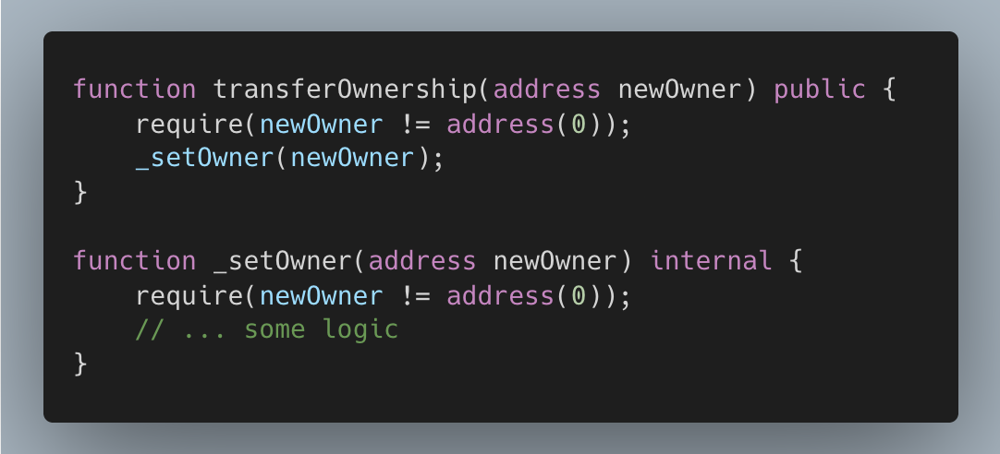 function transferOwnership(address newOwner) public {
    require(newOwner != address(0));
    _setOwner(newOwner);
}

function _setOwner(address newOwner) internal {
    require(newOwner != address(0));
    // ... some logic
}